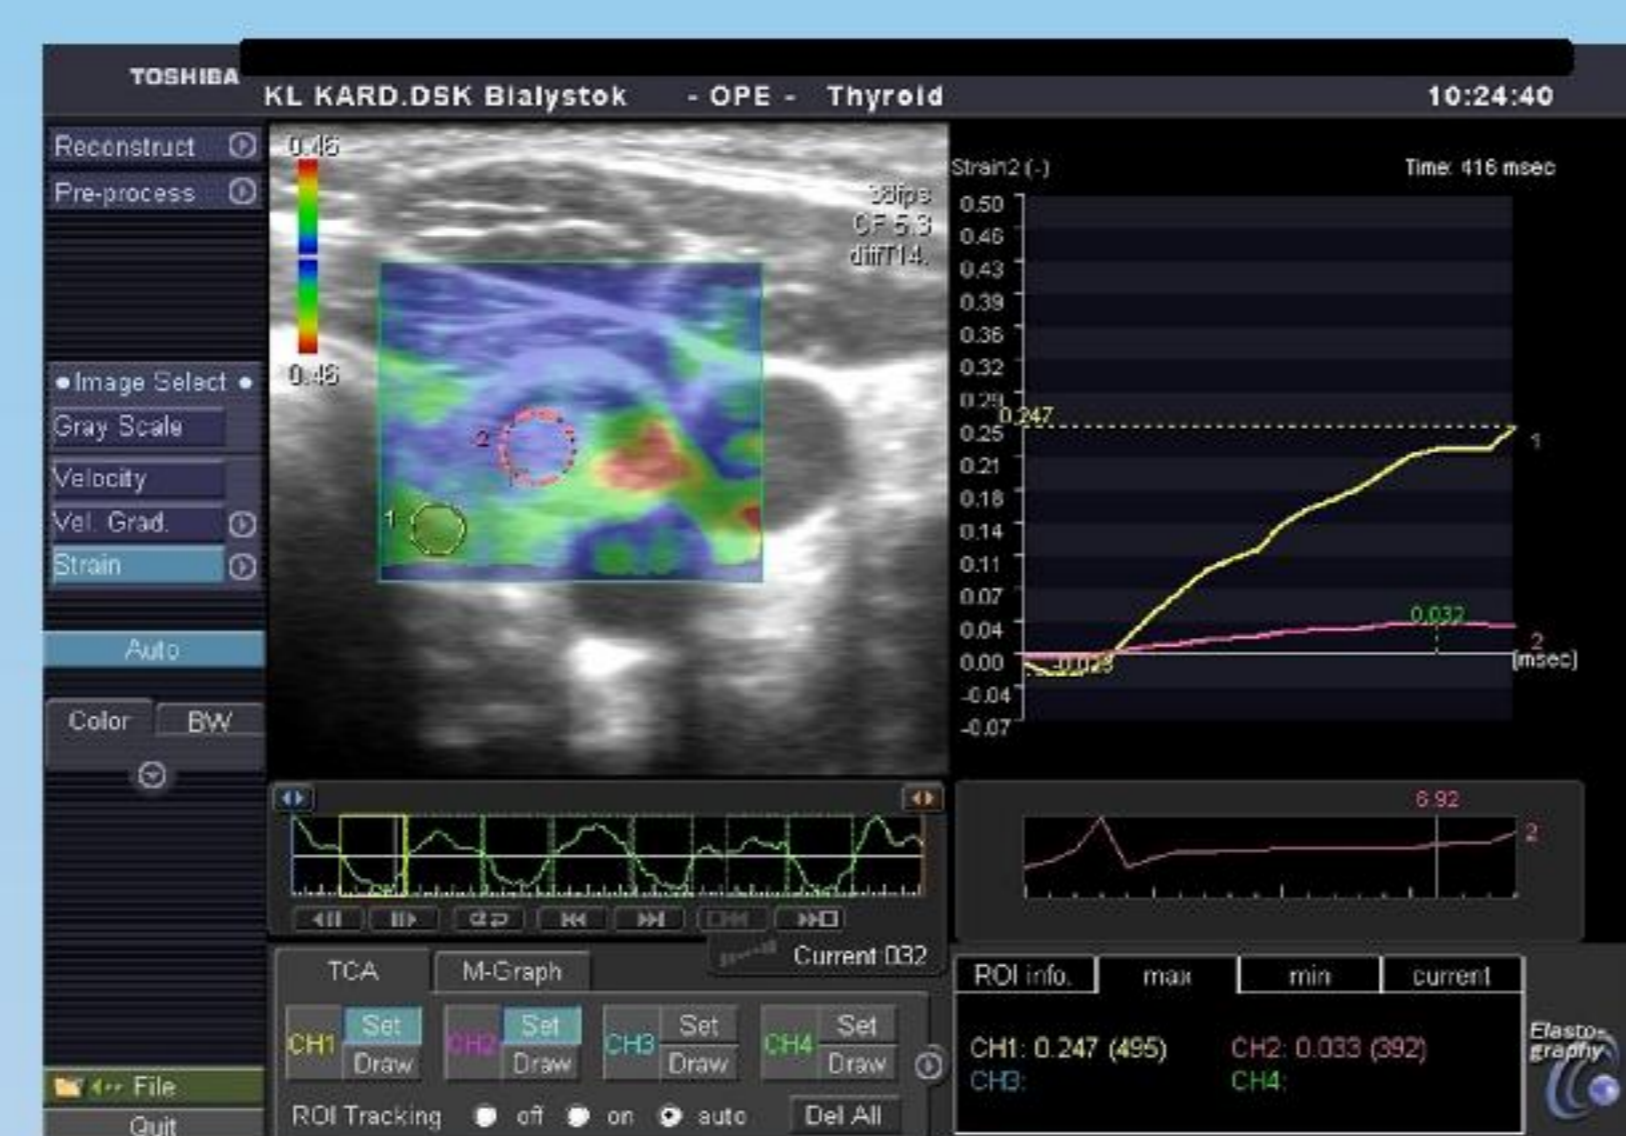 TOSHIBA
KL KARD.DSK Bialystok - OPE - Thyroid 10:24:40
Reconstruct
Pre-process
0.46
0.46
38fps
CF 5.3
diffT14.
1
2
Strain2 (-) Time: 416 msec
0.50
0.46
0.43
0.39
0.36
0.32
0.29
0.247
0.25
0.21
0.18
0.14
0.11
0.07
0.04
0.00
-0.04
-0.07
1
0.032
2
[msec]
•Image Select •
Gray Scale
Velocity
Vel. Grad.
Strain
Auto
Color BW
6.92
2
Current 032
TCA M-Graph
CH1 Set Draw
CH2 Set Draw
CH3 Set Draw
CH4 Set Draw
ROI Tracking off on auto Del All
ROI info. max min current
CH1: 0.247 (495) CH2: 0.033 (392)
CH3: CH4:
Elasto-
graphy
File
Quit